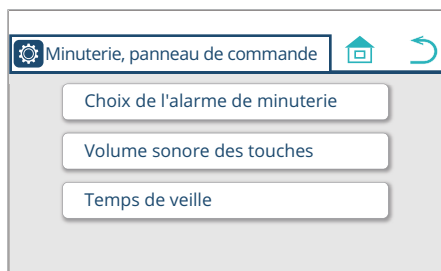 Minuterie, panneau de commande
Choix de l'alarme de minuterie
Volume sonore des touches
Temps de veille